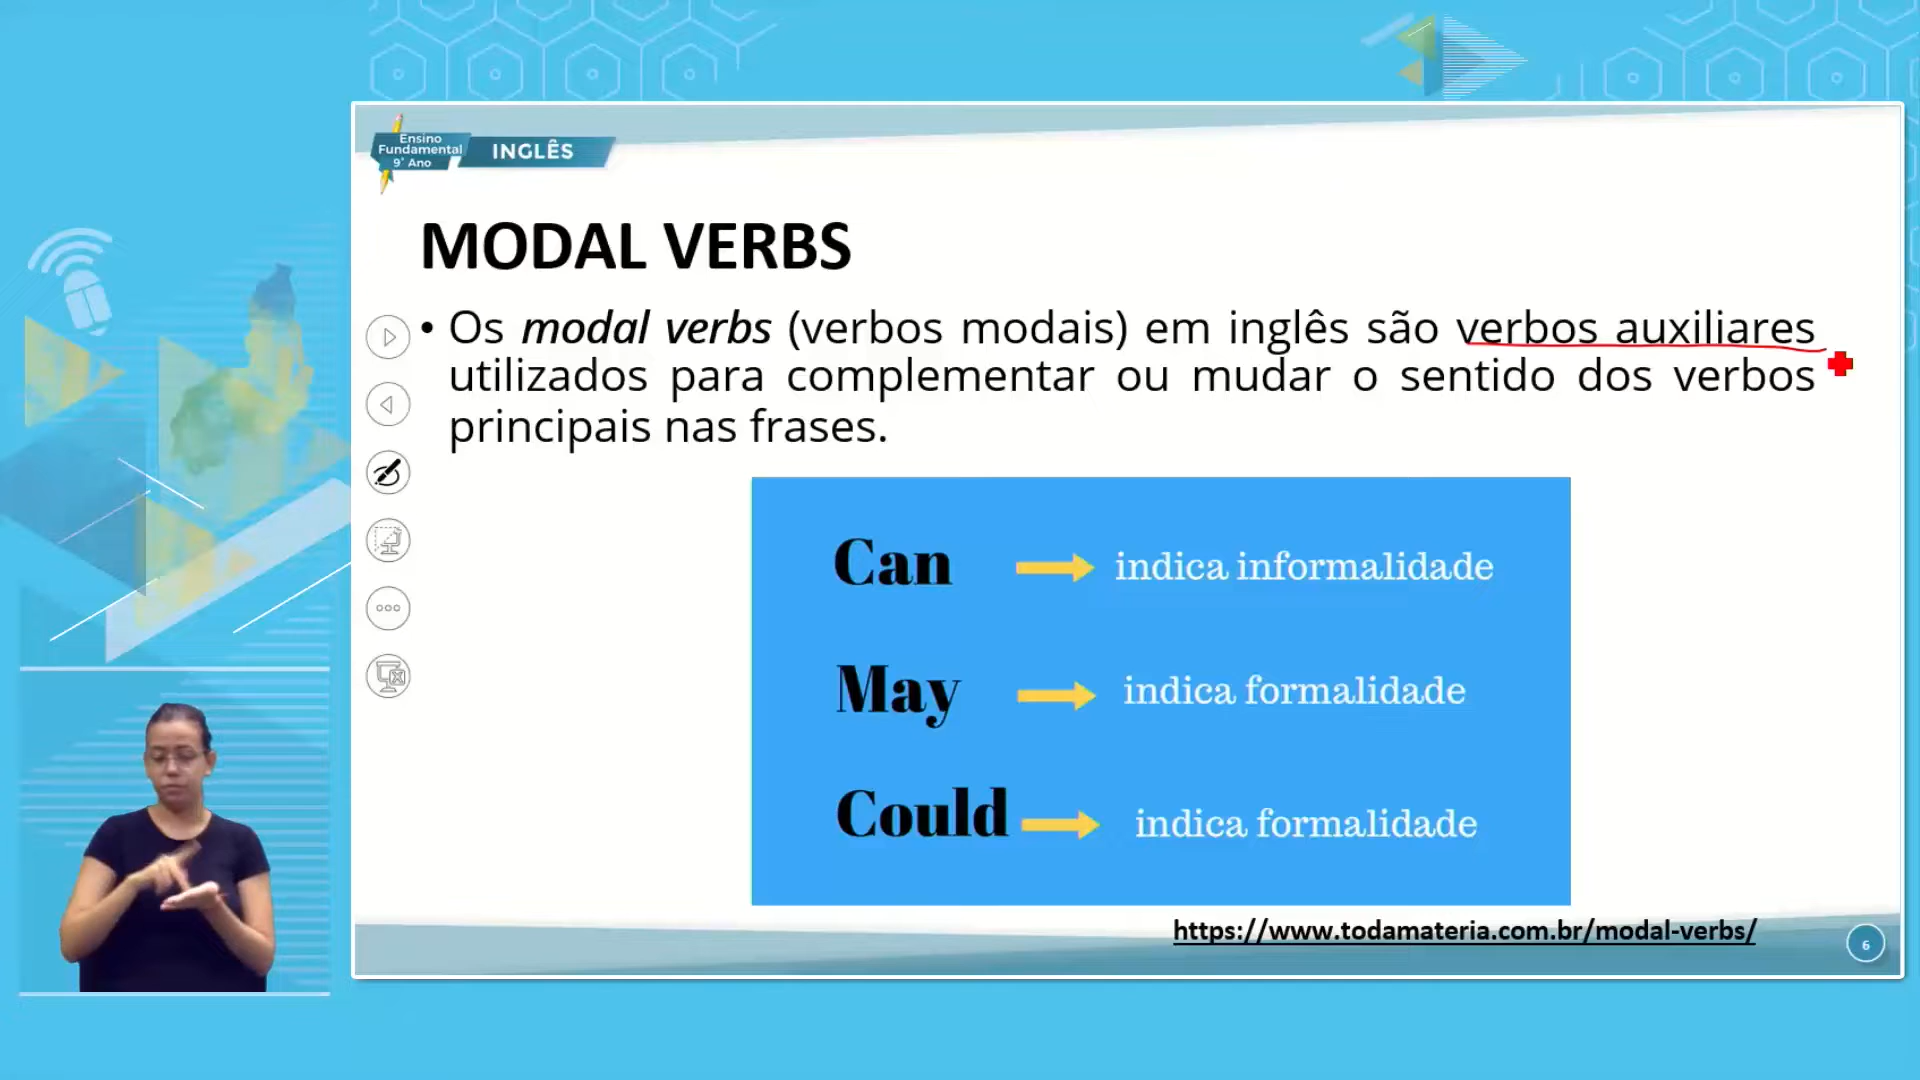 Ensino
Fundamental
9° Ano
INGLÊS
MODAL VERBS
• Os modal verbs (verbos modais) em inglês são verbos auxiliares
utilizados para complementar ou mudar o sentido dos verbos
principais nas frases.
Can indica informalidade
May indica formalidade
Could indica formalidade
https://www.todamateria.com.br/modal-verbs/
6